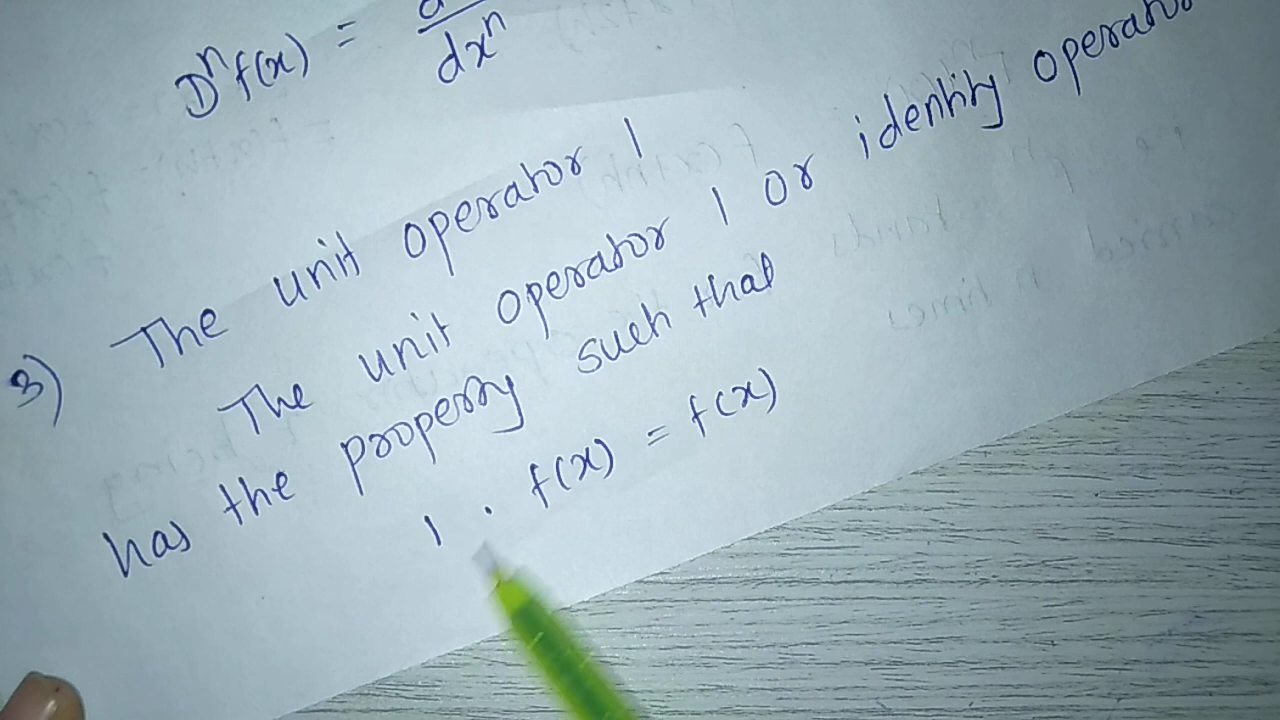 Dⁿf(x) = d/dxⁿ
3) The unit operator 1
The unit operator 1 or identity operator
has the property such that
1 . f(x) = f(x)